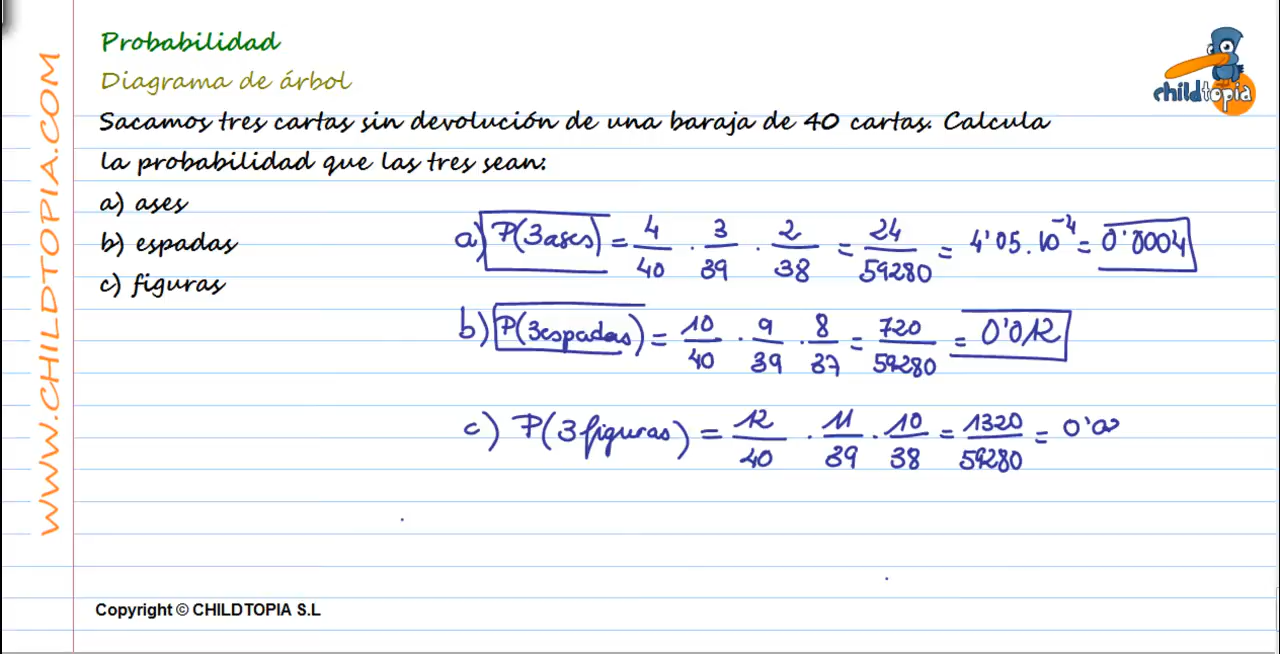 Probabilidad
Diagrama de árbol
childtopia
Sacamos tres cartas sin devolución de una baraja de 40 cartas. Calcula
la probabilidad que las tres sean:
a) ases
b) espadas
c) figuras
a) P(3ases) = 4/40 · 3/39 · 2/38 = 24/59280 = 4'05.10^-4 = 0'0004
b) P(3espadas) = 10/40 · 9/39 · 8/37 = 720/59280 = 0'012
c) P(3figuras) = 12/40 · 11/39 · 10/38 = 1320/59280 = 0'0
WWW.CHILDTOPIA.COM
Copyright © CHILDTOPIA S.L